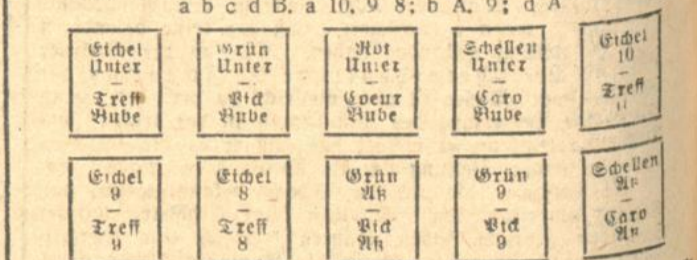 a b c d B. a 10, 9 8; b A, 9; d A
Eichel
Unter
—
Treff
Bube
Grün
Unter
—
Pick
Bube
Rot
Unter
—
Coeur
Bube
Schellen
Unter
—
Caro
Bube
Eichel
10
—
Treff
Eichel
9
—
Treff
9
Eichel
8
—
Treff
8
Grün
Aß
—
Pick
Aß
Grün
9
—
Pick
9
Schellen
Aß
—
Caro
Aß